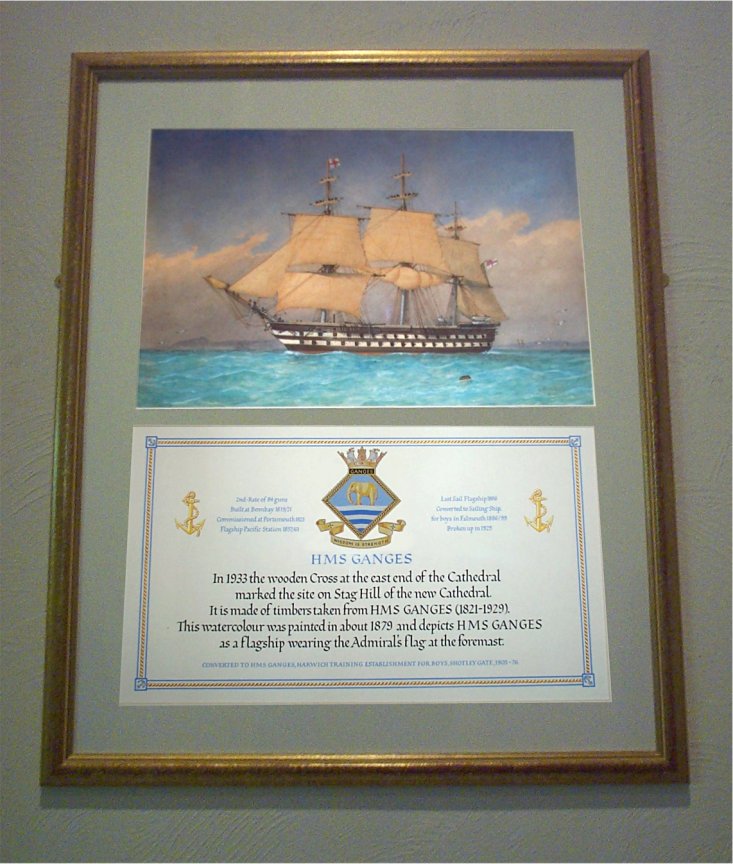 GANGES
2nd-Rate of 84 guns
Built at Bombay 1819/21
Commissioned at Portsmouth 1823
Flagship Pacific Station 1857/61
Last Sail Flagship
Converted to Sailing Ship
for boys in Falmouth 1866/99
Broken up in 1929
WISDOM IS STRENGTH
HMS GANGES
In 1933 the wooden Cross at the east end of the Cathedral
marked the site on Stag Hill of the new Cathedral.
It is made of timbers taken from HMS GANGES (1821-1929).
This watercolour was painted in about 1879 and depicts HMS GANGES
as a flagship wearing the Admiral's flag at the foremast.
CONVERTED TO HMS GANGES, HARWICH TRAINING ESTABLISHMENT FOR BOYS, SHOTLEY GATE, 1905-76